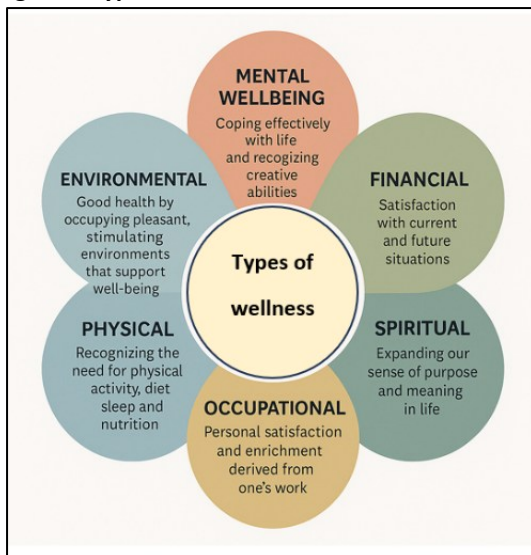 MENTAL
WELLBEING
Coping effectively
with life
and recogizing
creative
abilities
FINANCIAL
Satisfaction
with current
and future
situations
SPIRITUAL
Expanding our
sense of purpose
and meaning
in life
OCCUPATIONAL
Personal satisfaction
and enrichment
derived from
one's work
PHYSICAL
Recognizing the
need for physical
activity, diet
sleep and
nutrition
ENVIRONMENTAL
Good health by
occupying pleasant,
stimulating
environments
that support
well-being
Types of
wellness